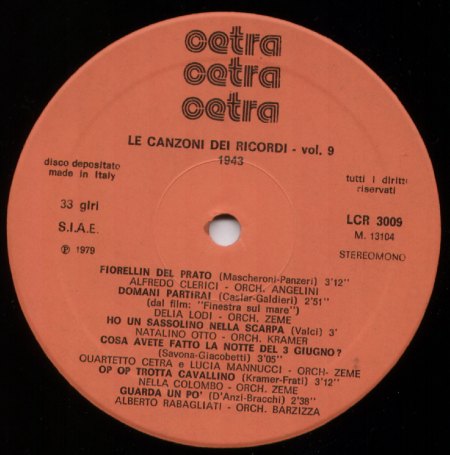 cetra
cetra
cetra
LE CANZONI DEI RICORDI - vol. 9
1943
disco depositato
made in Italy
tutti i diritti
riservati
33 giri
LCR 3009
M. 13104
S.I.A.E.
℗ 1979
STEREOMONO
FIORELLIN DEL PRATO (Mascheroni-Panzeri) 3'12"
ALFREDO CLERICI - ORCH. ANGELINI
DOMANI PARTIRAI (Caslar-Galdieri) 2'51"
(dal film: "Finestra sul mare")
DELIA LODI - ORCH. ZEME
HO UN SASSOLINO NELLA SCARPA (Valci) 3'
NATALINO OTTO - ORCH. KRAMER
COSA AVETE FATTO LA NOTTE DEL 3 GIUGNO?
(Savona-Giacobetti) 3'05"
QUARTETTO CETRA e LUCIA MANNUCCI - ORCH- ZEME
OP OP TROTTA CAVALLINO (Kramer-Frati) 3'12"
NELLA COLOMBO - ORCH. ZEME
GUARDA UN PO' (D'Anzi-Bracchi) 2'38"
ALBERTO RABAGLIATI - ORCH. BARZIZZA